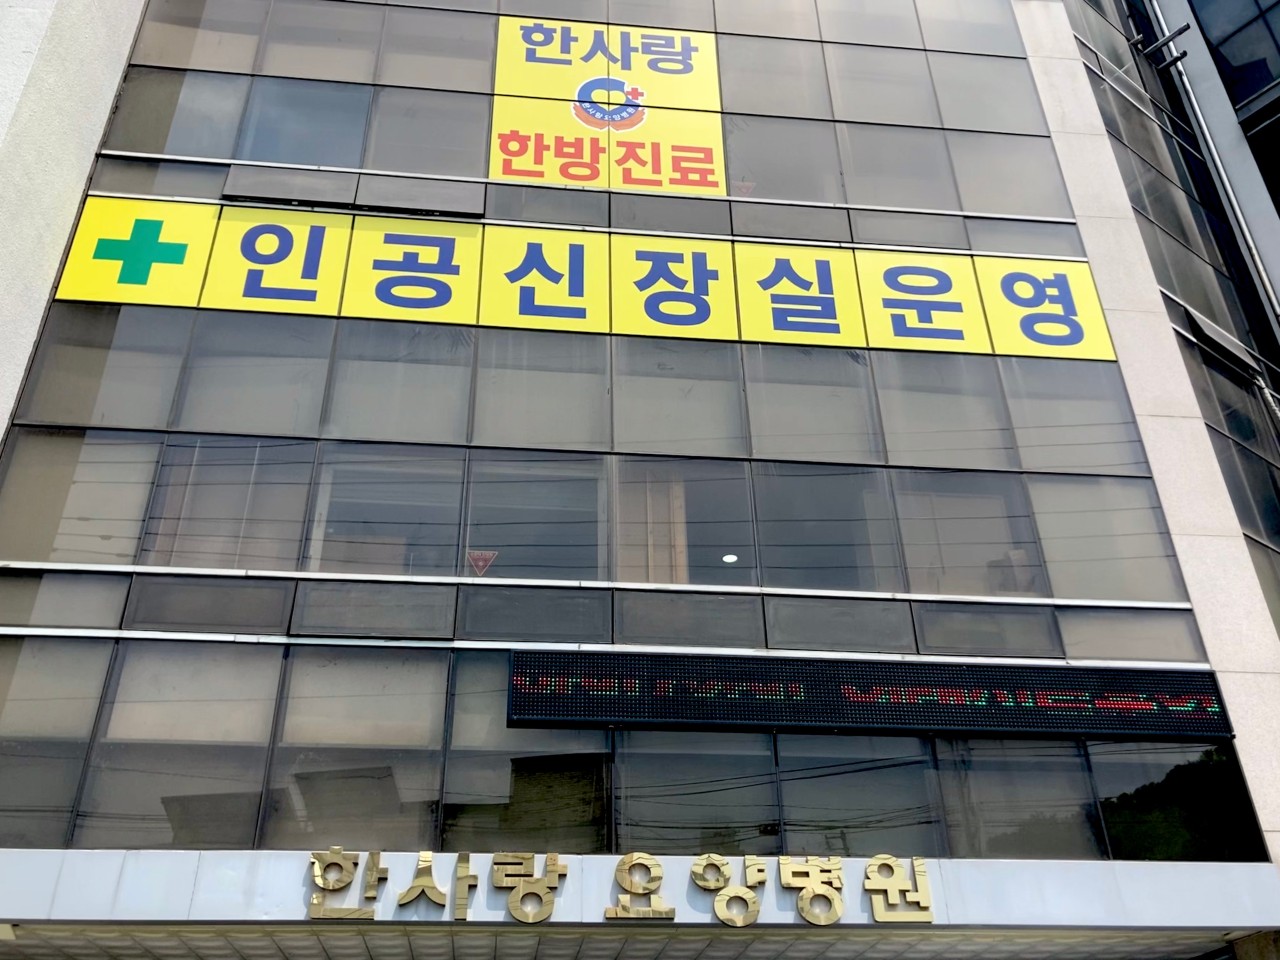 한사랑
한방진료
인공신장실운영
한사랑 요양병원